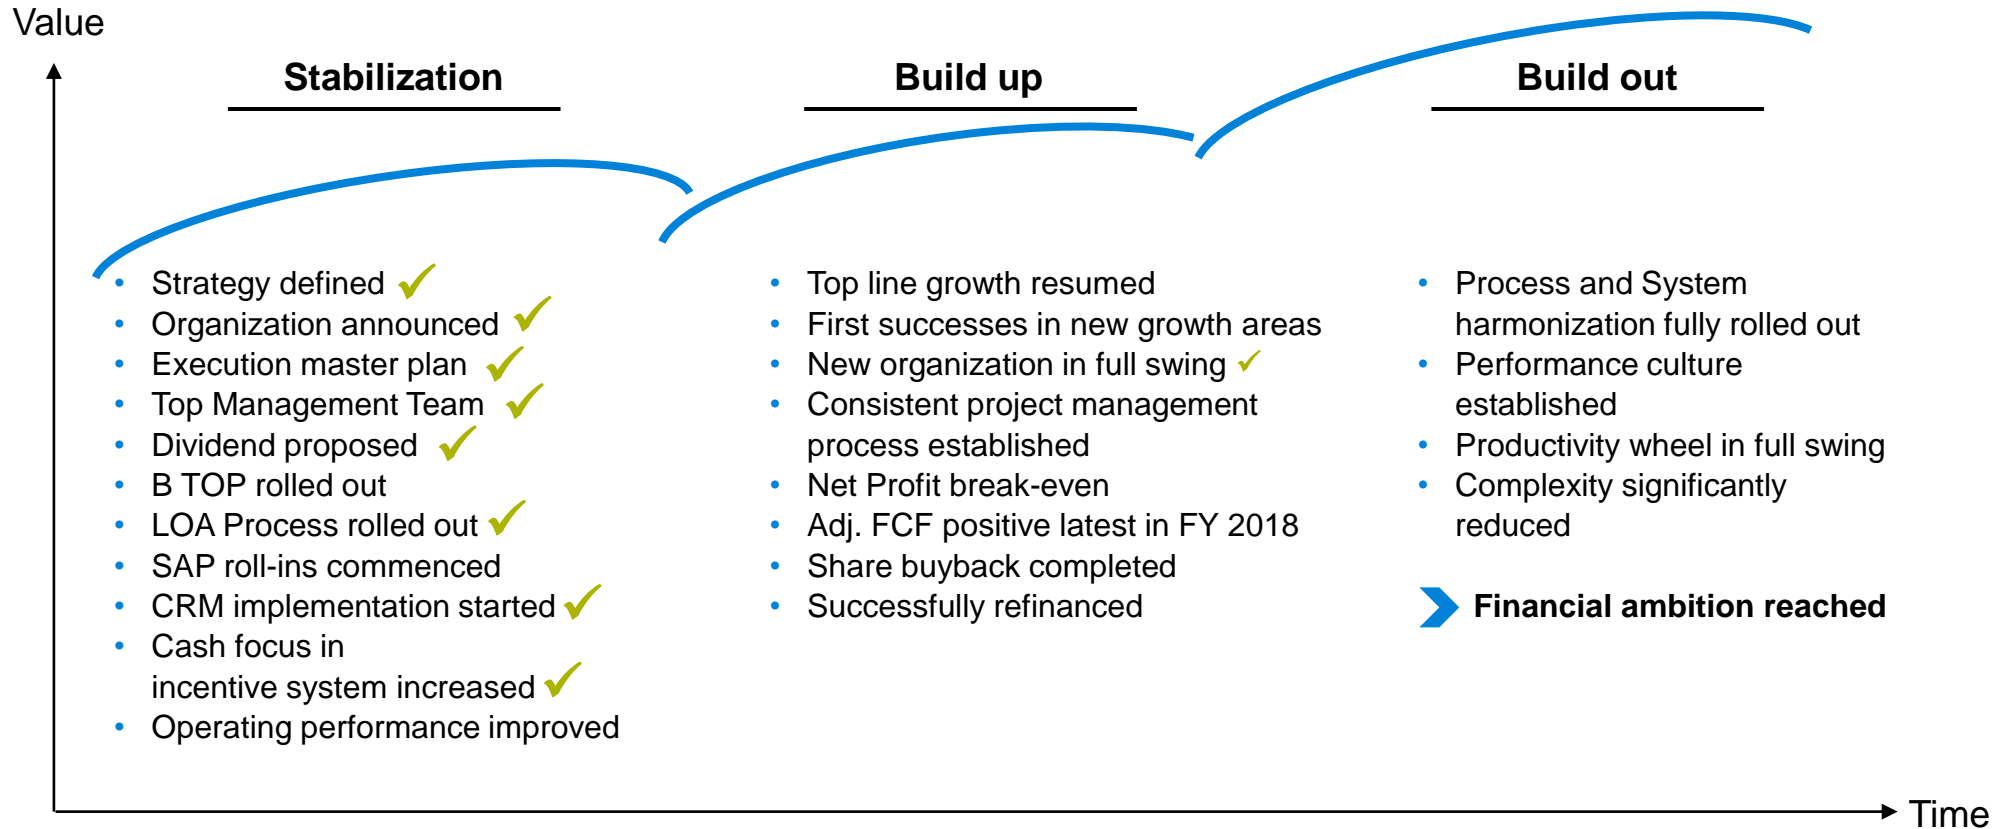 Value
Stabilization
Strategy defined
Organization announced
Execution master plan
Top Management Team
Dividend proposed
B TOP rolled out
LOA Process rolled out
SAP roll-ins commenced
CRM implementation started
Cash focus in
incentive system increased
Operating performance improved
Build up
Top line growth resumed
First successes in new growth areas
New organization in full swing
Consistent project management
process established
Net Profit break-even
Adj. FCF positive latest in FY 2018
Share buyback completed
Successfully refinanced
Build out
Process and System
harmonization fully rolled out
Performance culture
established
Productivity wheel in full swing
Complexity significantly
reduced
Financial ambition reached
Time